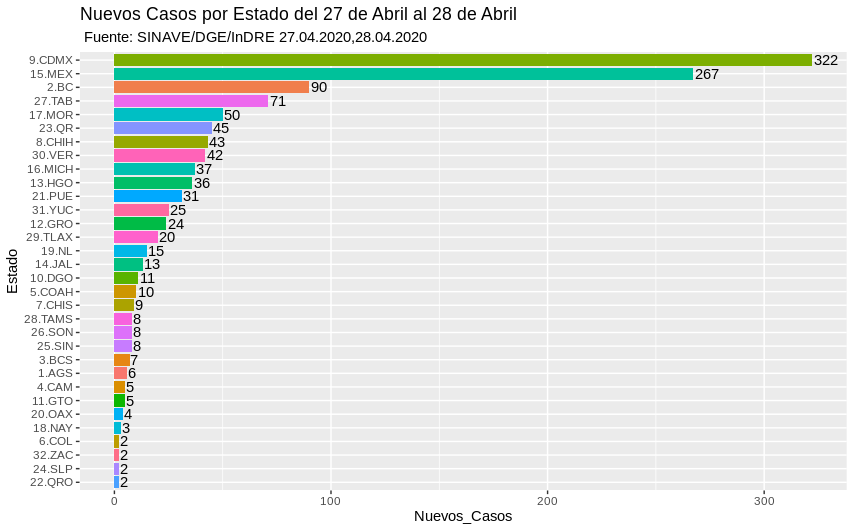 Nuevos Casos por Estado del 27 de Abril al 28 de Abril
Fuente: SINAVE/DGE/InDRE 27.04.2020,28.04.2020
Estado
9.CDMX 322
15.MEX 267
2.BC 90
27.TAB 71
17.MOR 50
23.QR 45
8.CHIH 43
30.VER 42
16.MICH 37
13.HGO 36
21.PUE 31
31.YUC 25
12.GRO 24
29.TLAX 20
19.NL 15
14.JAL 13
10.DGO 11
5.COAH 10
7.CHIS 9
28.TAMS 8
26.SON 8
25.SIN 8
3.BCS 7
1.AGS 6
4.CAM 5
11.GTO 5
20.OAX 4
18.NAY 3
6.COL 2
32.ZAC 2
24.SLP 2
22.QRO 2
0 100 200 300
Nuevos_Casos